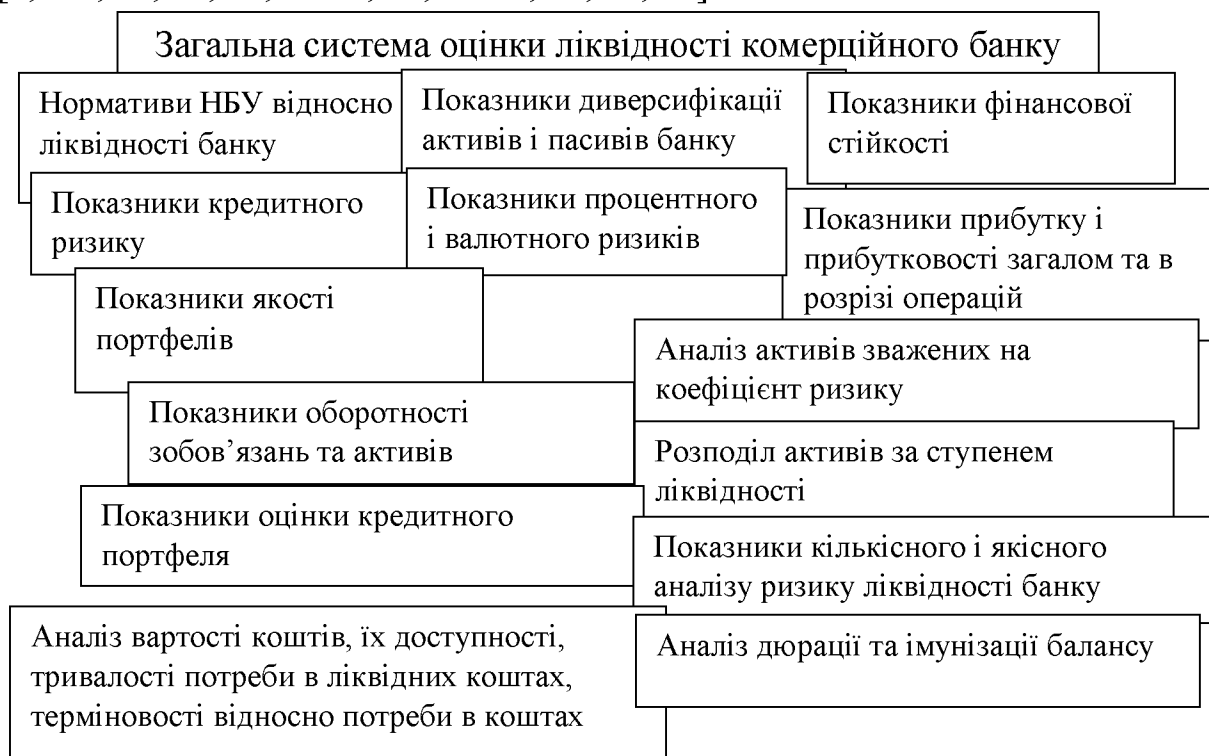 Загальна система оцінки ліквідності комерційного банку
Нормативи НБУ відносно
ліквідності банку
Показники диверсифікації
активів і пасивів банку
Показники фінансової
стійкості
Показники кредитного
ризику
Показники процентного
і валютного ризиків
Показники прибутку і
прибутковості загалом та в
розрізі операцій
Показники якості
портфелів
Аналіз активів зважених на
коефіцієнт ризику
Показники оборотності
зобов’язань та активів
Розподіл активів за ступенем
ліквідності
Показники оцінки кредитного
портфеля
Показники кількісного і якісного
аналізу ризику ліквідності банку
Аналіз вартості коштів, їх доступності,
тривалості потреби в ліквідних коштах,
терміновості відносно потреби в коштах
Аналіз дюрації та імунізації балансу